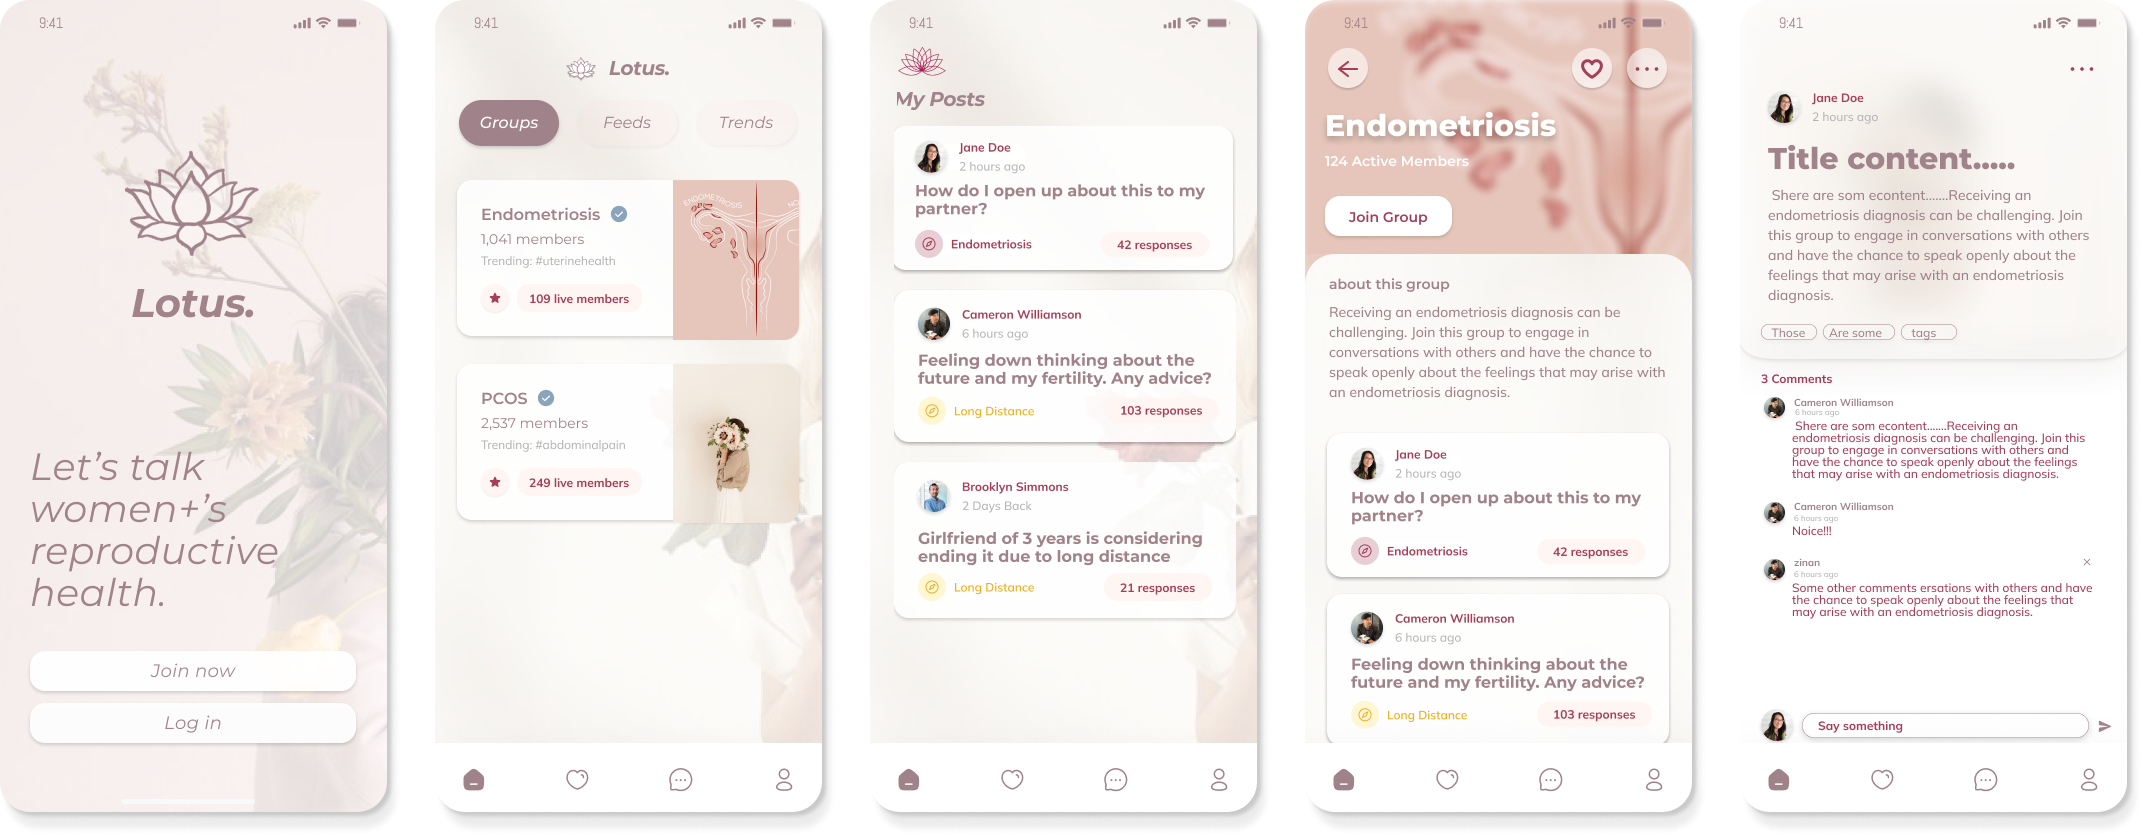 9:41
Lotus.
Let's talk
women+'s
reproductive
health.
Join now
Log in
9:41
Lotus.
Groups
Feeds
Trends
Endometriosis
1,041 members
Trending: #uterinehealth
109 live members
ENDOMETRIOSIS
NO
PCOS
2,537 members
Trending: #abdominalpain
249 live members
9:41
My Posts
Jane Doe
2 hours ago
How do I open up about this to my
partner?
Endometriosis
42 responses
Cameron Williamson
6 hours ago
Feeling down thinking about the
future and my fertility. Any advice?
Long Distance
103 responses
Brooklyn Simmons
2 Days Back
Girlfriend of 3 years is considering
ending it due to long distance
Long Distance
21 responses
9:41
Endometriosis
124 Active Members
Join Group
about this group
Receiving an endometriosis diagnosis can be
challenging. Join this group to engage in
conversations with others and have the chance to
speak openly about the feelings that may arise with
an endometriosis diagnosis.
Jane Doe
2 hours ago
How do I open up about this to my
partner?
Endometriosis
42 responses
Cameron Williamson
6 hours ago
Feeling down thinking about the
future and my fertility. Any advice?
Long Distance
103 responses
9:41
Jane Doe
2 hours ago
Title content.....
Shere are som econtent.......Receiving an
endometriosis diagnosis can be challenging. Join
this group to engage in conversations with others
and have the chance to speak openly about the
feelings that may arise with an endometriosis
diagnosis.
Those
Are some
tags
3 Comments
Cameron Williamson
6 hours ago
Shere are som econtent.......Receiving an
endometriosis diagnosis can be challenging. Join this
group to engage in conversations with others and
have the chance to speak openly about the feelings
that may arise with an endometriosis diagnosis.
Cameron Williamson
6 hours ago
Noice!!!
zinan
6 hours ago
Some other comments ersations with others and have
the chance to speak openly about the feelings that
may arise with an endometriosis diagnosis.
Say something